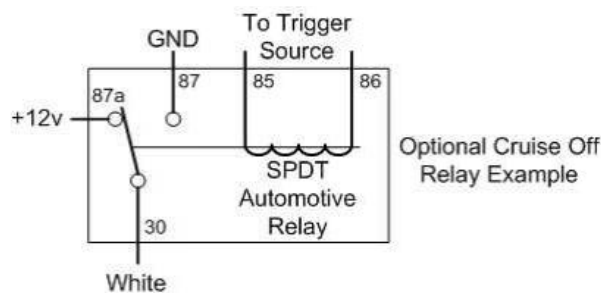 To Trigger
Source
GND
87
85
86
87a
+12v
Optional Cruise Off
Relay Example
SPDT
Automotive
Relay
30
White